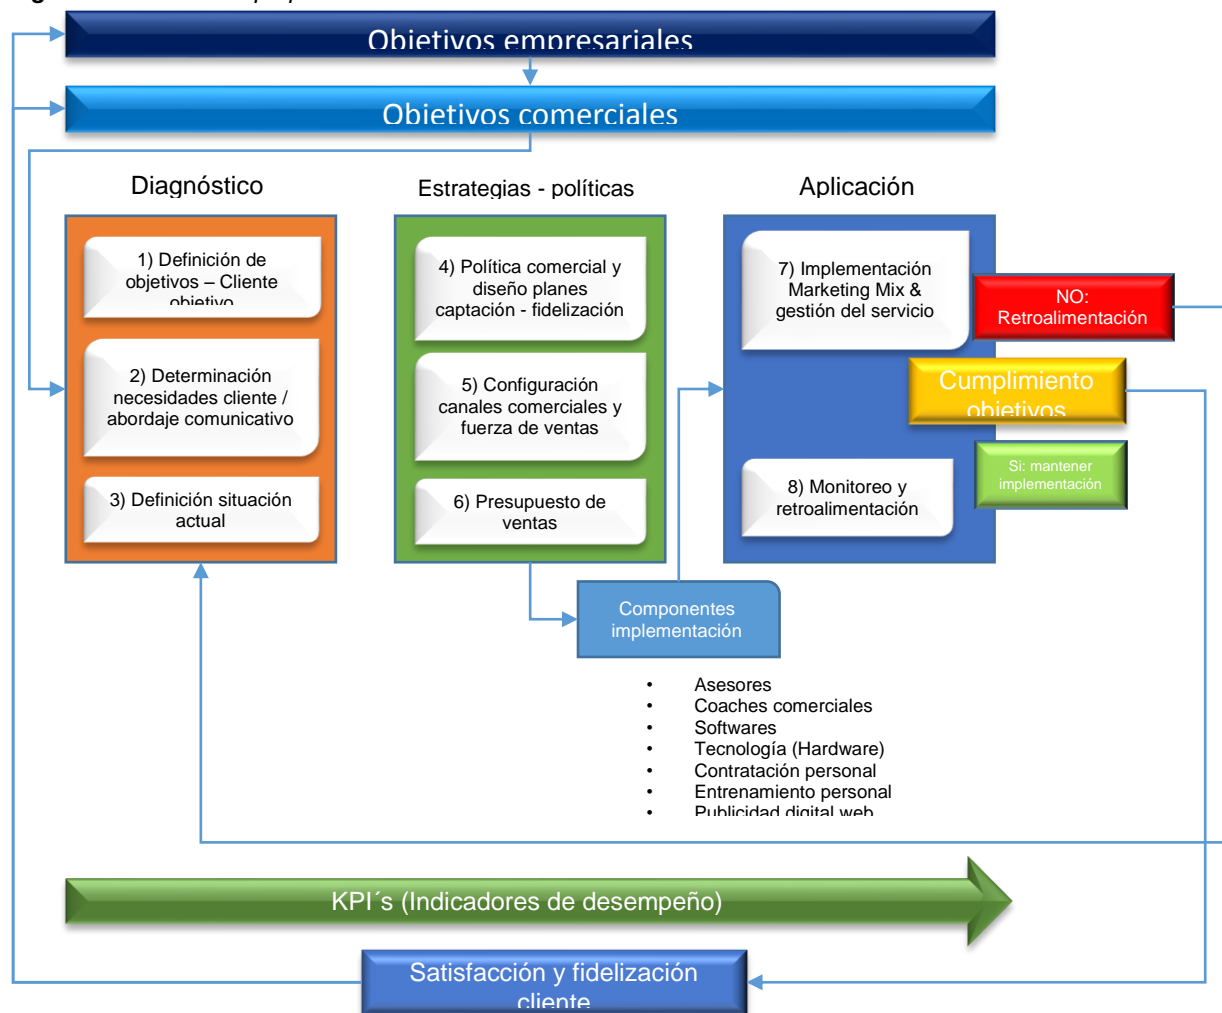 Objetivos empresariales
Objetivos comerciales
Diagnóstico
Estrategias - políticas
Aplicación
1) Definición de
objetivos – Cliente
objetivo
2) Determinación
necesidades cliente /
abordaje comunicativo
3) Definición situación
actual
4) Política comercial y
diseño planes
captación - fidelización
5) Configuración
canales comerciales y
fuerza de ventas
6) Presupuesto de
ventas
7) Implementación
Marketing Mix &
gestión del servicio
8) Monitoreo y
retroalimentación
NO:
Retroalimentación
Cumplimiento
objetivos
Si: mantener
implementación
Componentes
implementación
• Asesores
• Coaches comerciales
• Softwares
• Tecnología (Hardware)
• Contratación personal
• Entrenamiento personal
• Publicidad digital web
KPI´s (Indicadores de desempeño)
Satisfacción y fidelización
cliente